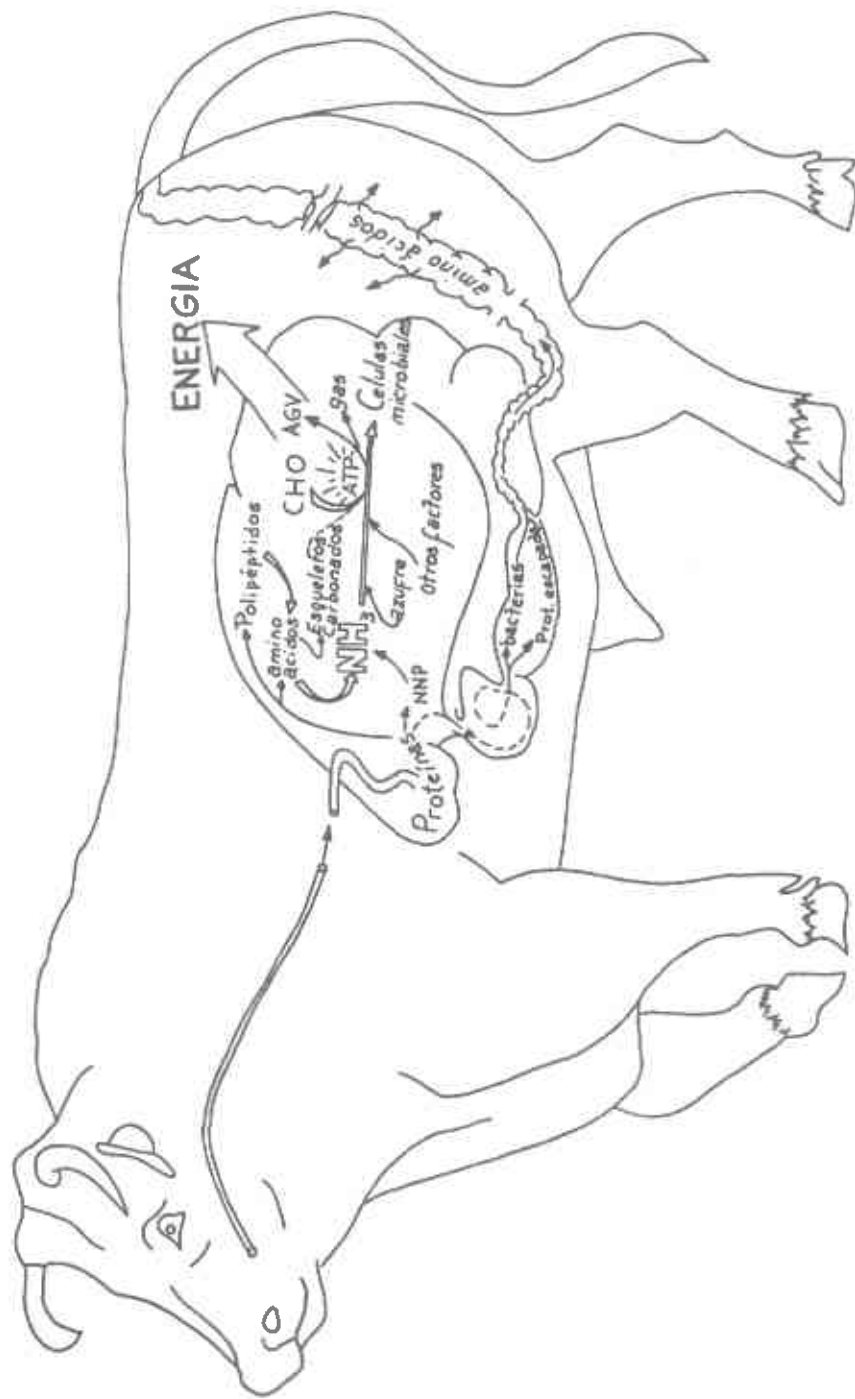 ENERGIA
Polipéptidos
amino
ácidos
Esqueletos
Carbonados
CHO
AGV
ATP
gas
NH3
Células
microbiales
azufre
Otros factores
Proteínas
NNP
bacterias
Prot. escapada
amino ácidos